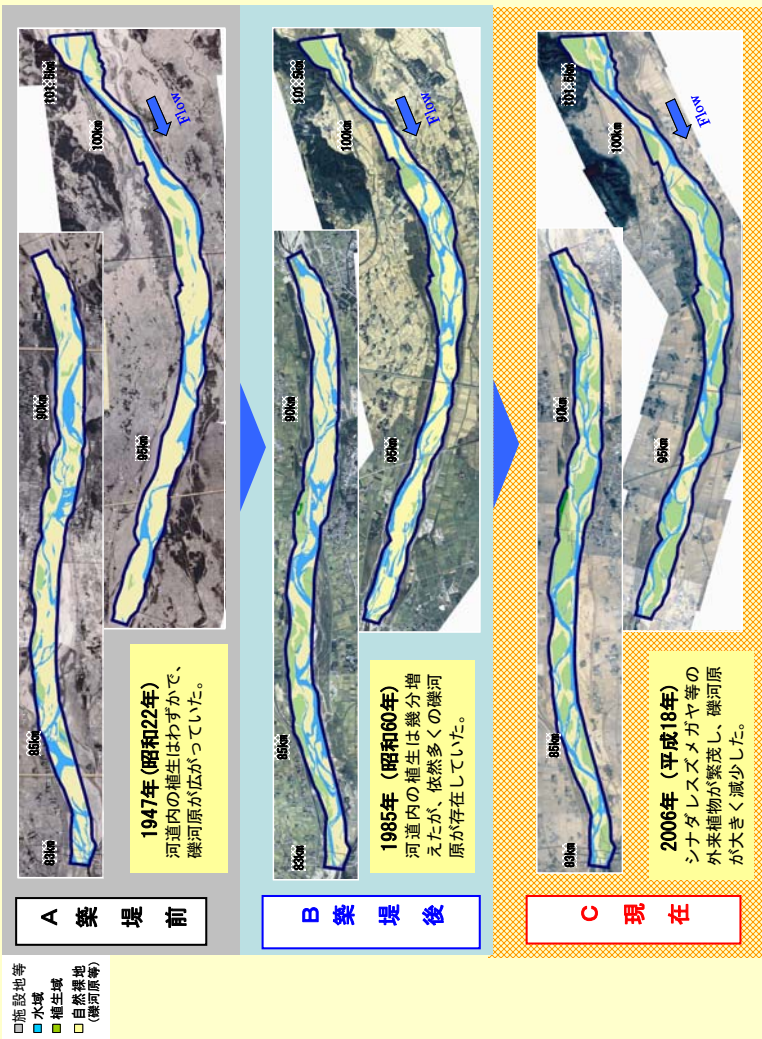 A 築堤前
1947年(昭和22年)
河道内の植生はわずかで、
礫河原が広がっていた。
83km
85km
90km
95km
100km
101.5km
Flow
B 築堤後
1985年 (昭和60年)
河道内の植生は幾分増
えたが、依然多くの礫河
原が存在していた。
83km
85km
90km
95km
100km
101.5km
Flow
C 現在
2006年 (平成18年)
シナダレスズメガヤ等の
外来植物が繁茂し、礫河原
が大きく減少した。
83km
85km
90km
95km
100km
101.5km
Flow
施設地等
水域
植生域
自然裸地
(礫河原等)